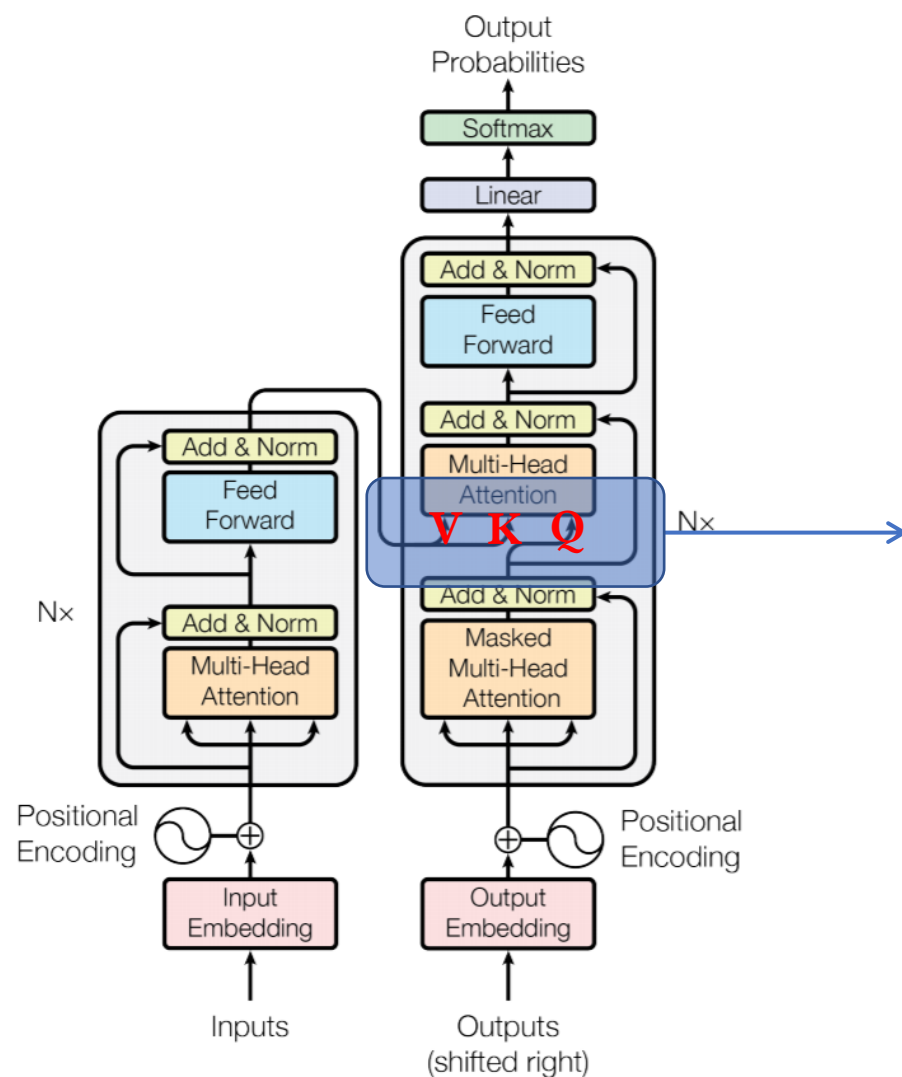 Output
Probabilities
Softmax
Linear
Add & Norm
Feed
Forward
Add & Norm
Multi-Head
Attention
V K Q
Nx
Add & Norm
Masked
Multi-Head
Attention
Add & Norm
Feed
Forward
Nx
Add & Norm
Multi-Head
Attention
Positional
Encoding
Positional
Encoding
Input
Embedding
Output
Embedding
Inputs
Outputs
(shifted right)